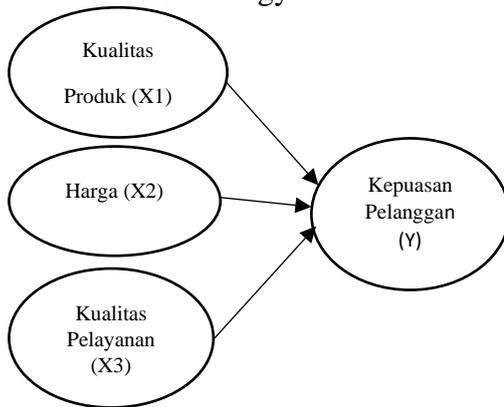 Kualitas
Produk (X1)
Harga (X2)
Kualitas
Pelayanan
(X3)
Kepuasan
Pelanggan
(Y)